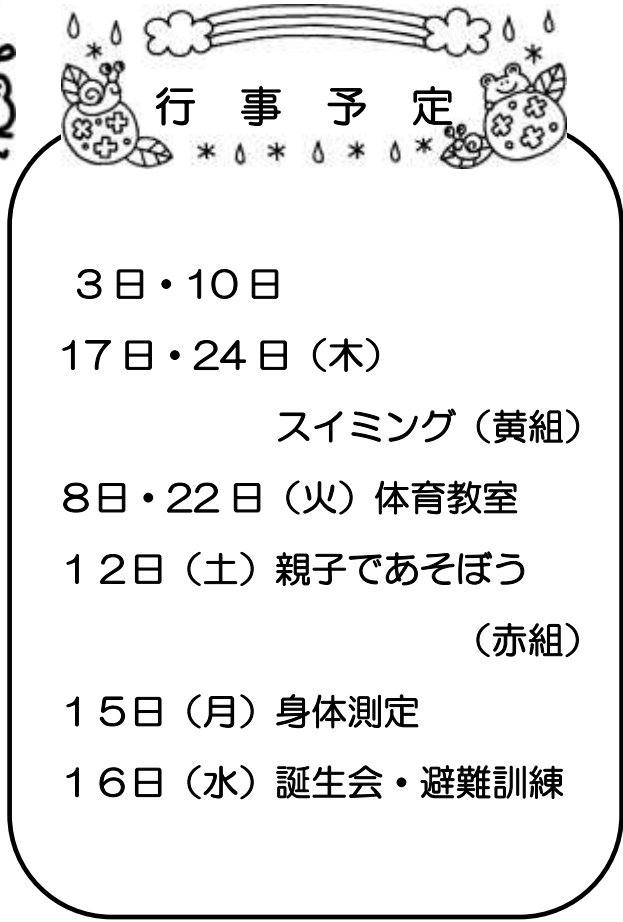 行 事 予 定
３日・10日
17日・24日（木）
スイミング（黄組）
８日・22日（火）体育教室
１２日（土）親子であそぼう
（赤組）
１５日（月）身体測定
１６日（水）誕生会・避難訓練